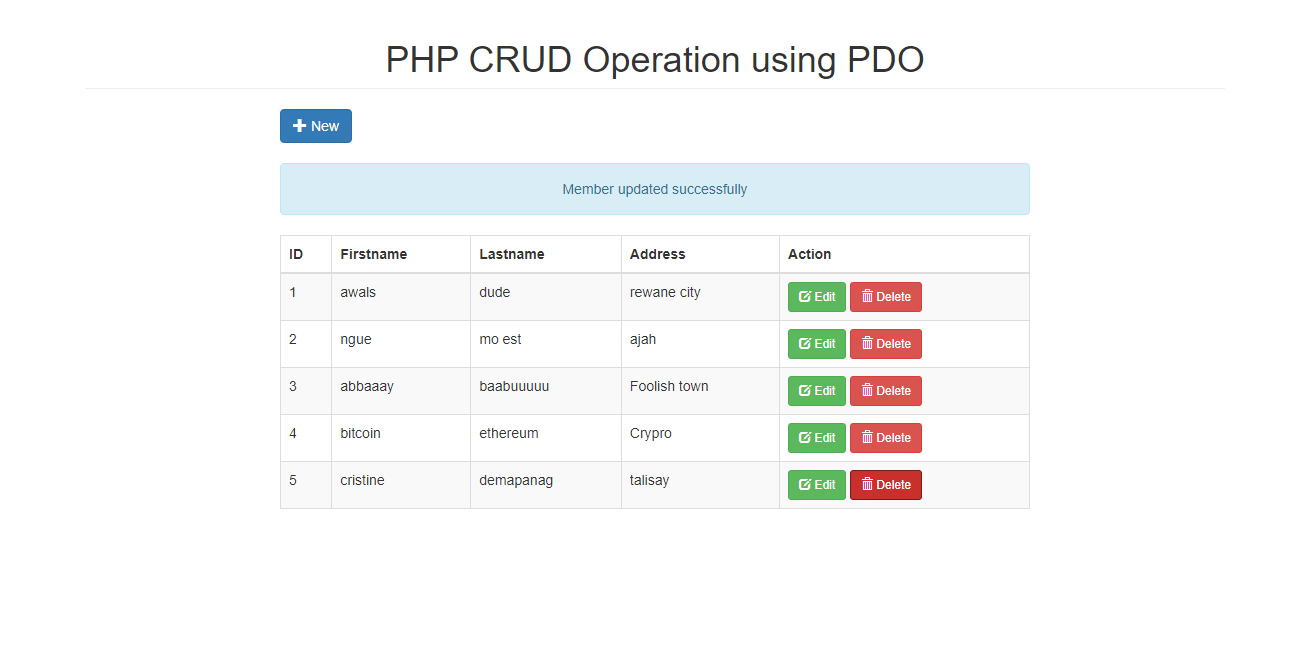 PHP CRUD Operation using PDO
New
Member updated successfully
ID Firstname Lastname Address Action
1 awals dude rewane city Edit Delete
2 ngue mo est ajah Edit Delete
3 abbaaay baabuuuuu Foolish town Edit Delete
4 bitcoin ethereum Crypro Edit Delete
5 cristine demapanag talisay Edit Delete